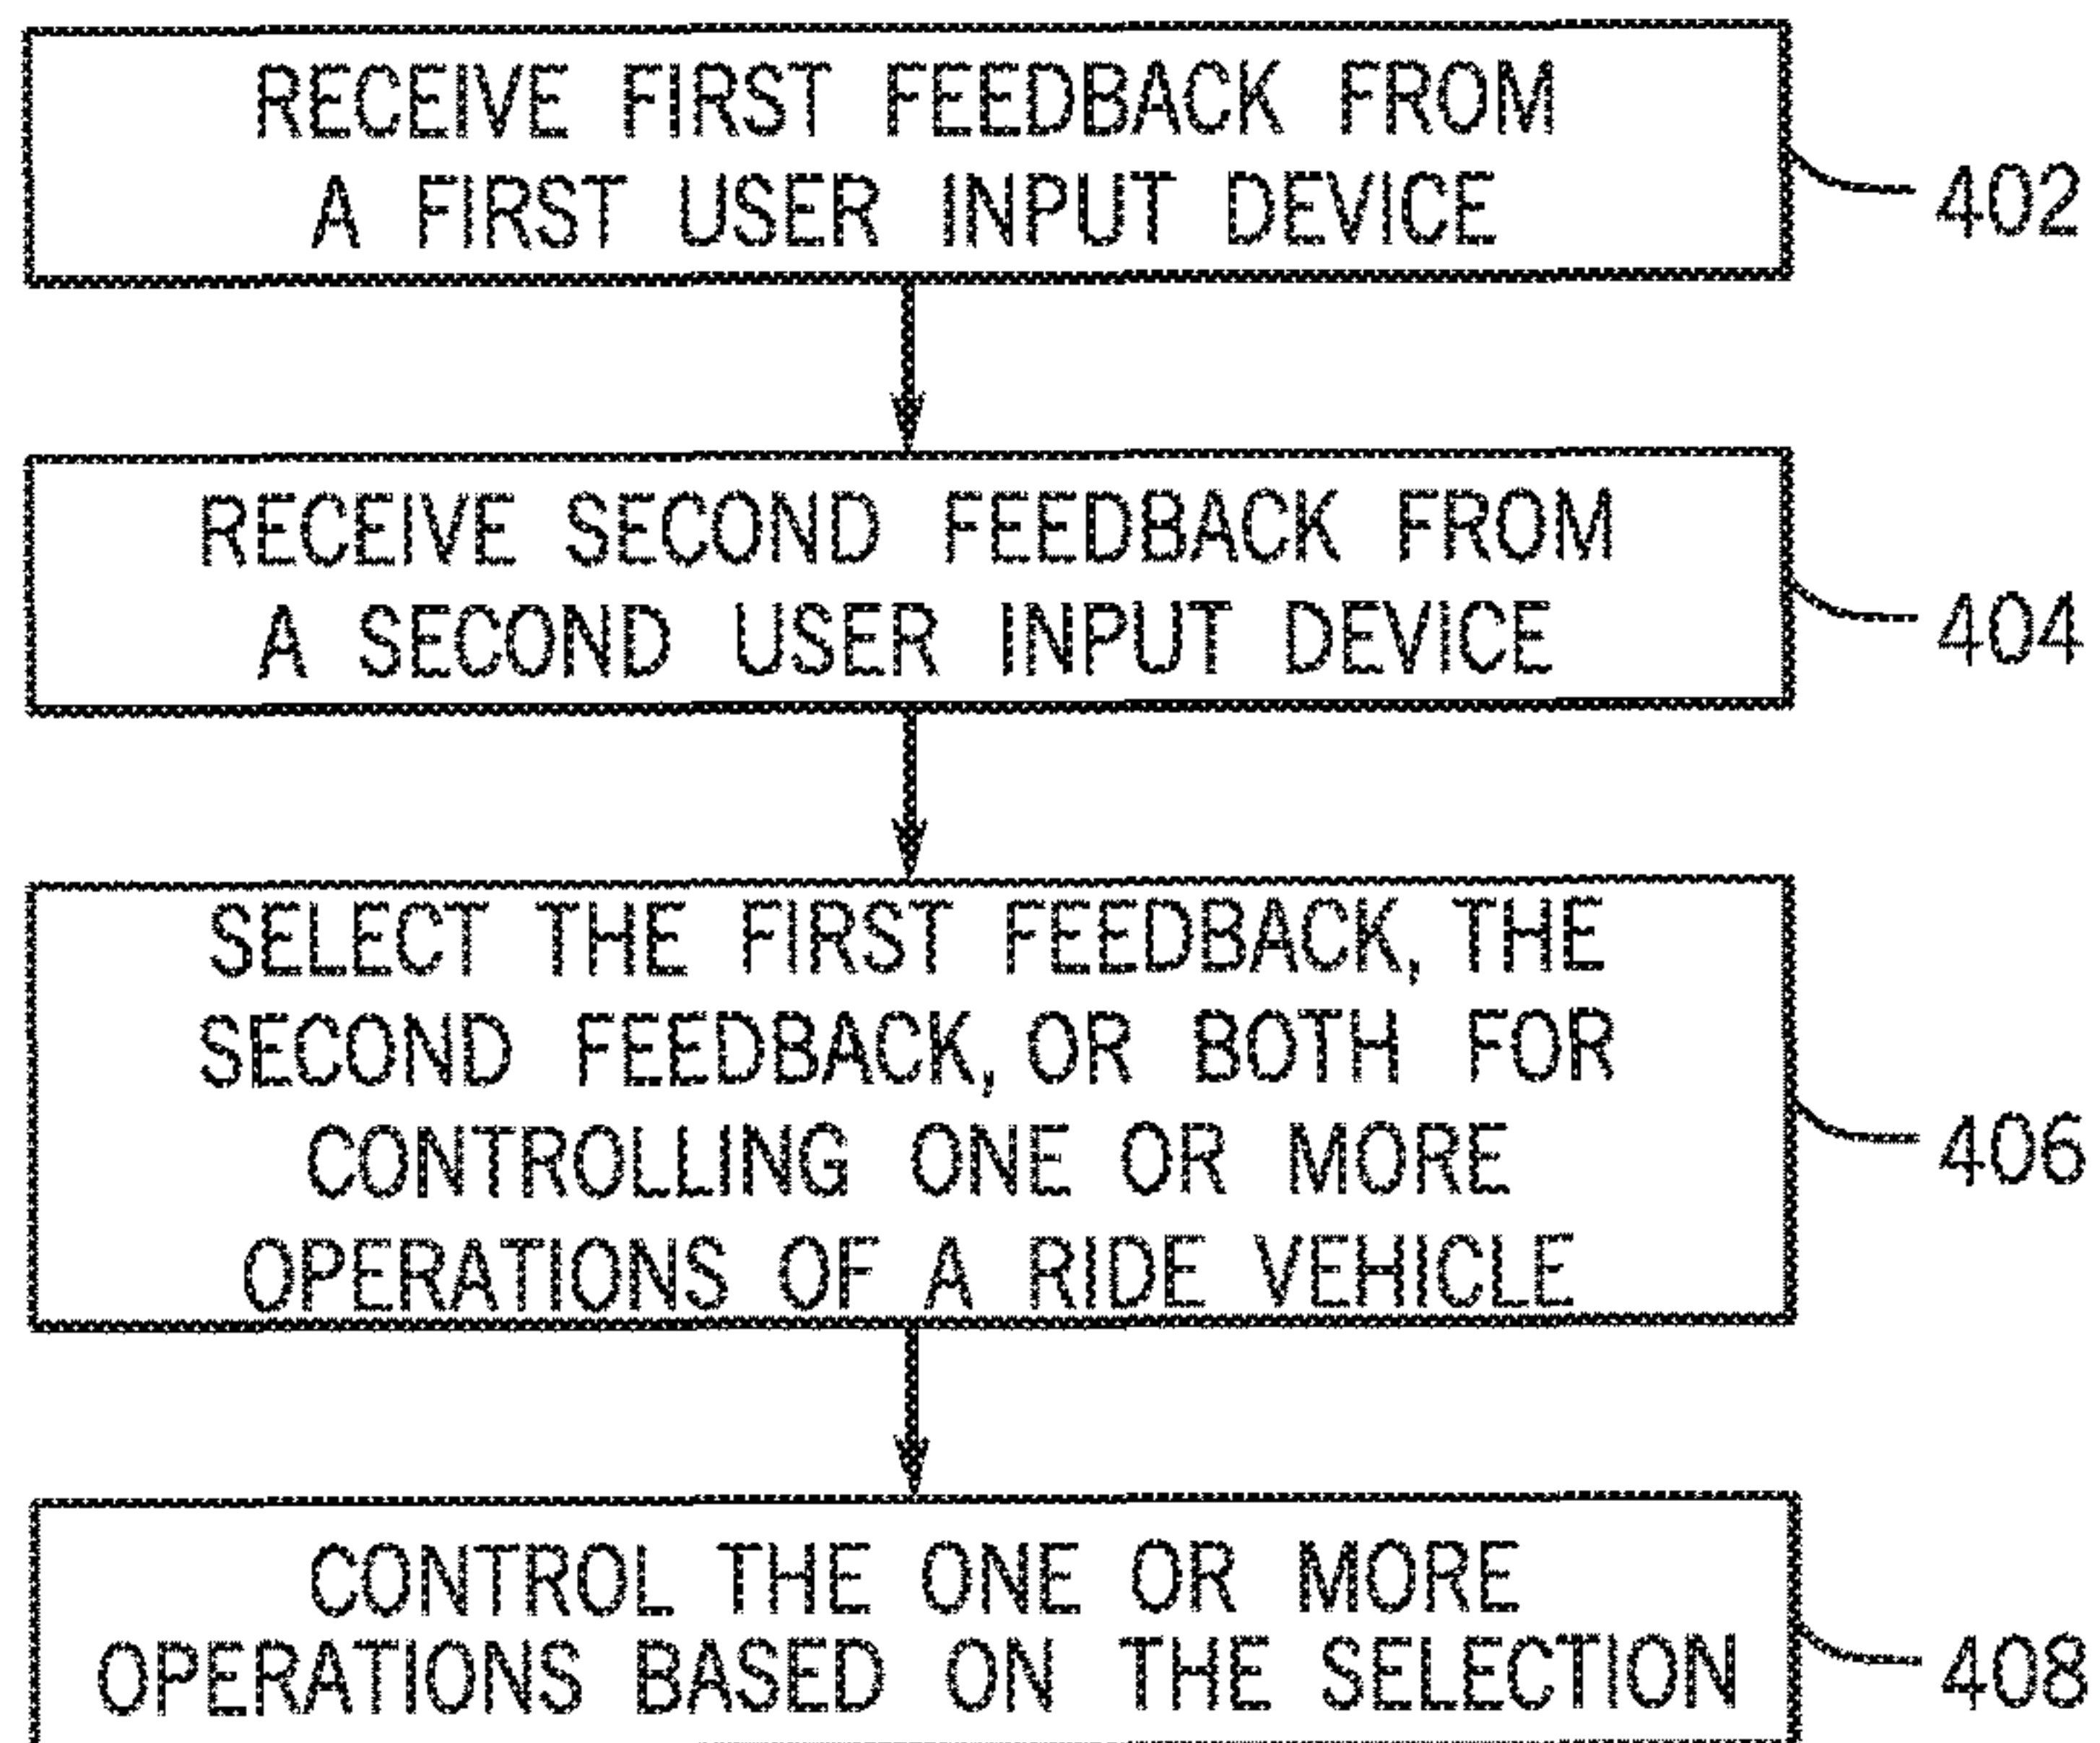 RECEIVE FIRST FEEDBACK FROM
A FIRST USER INPUT DEVICE
402
RECEIVE SECOND FEEDBACK FROM
A SECOND USER INPUT DEVICE
404
SELECT THE FIRST FEEDBACK, THE
SECOND FEEDBACK, OR BOTH FOR
CONTROLLING ONE OR MORE
OPERATIONS OF A RIDE VEHICLE
406
CONTROL THE ONE OR MORE
OPERATIONS BASED ON THE SELECTION
408